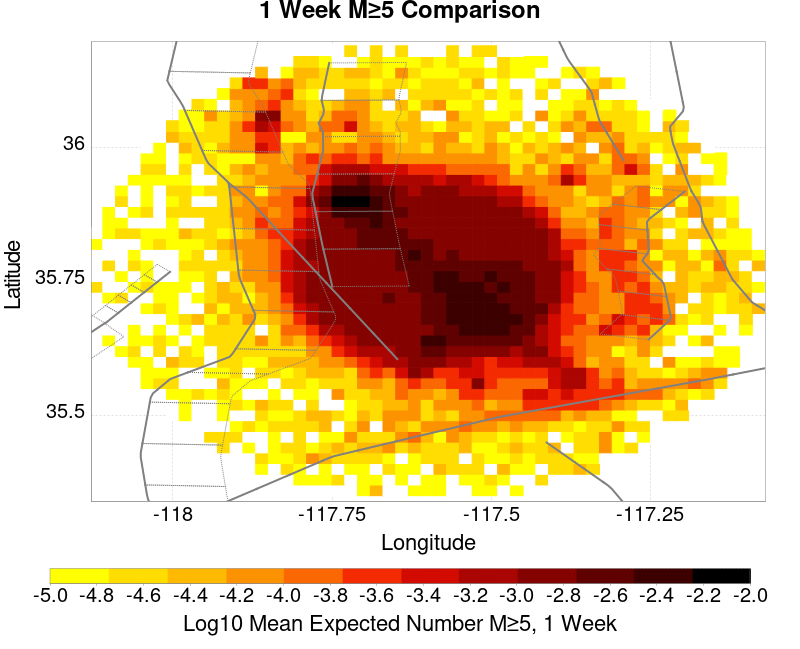 1 Week M≥5 Comparison
36
35.75
35.5
Latitude
-118 -117.75 -117.5 -117.25
Longitude
-5.0 -4.8 -4.6 -4.4 -4.2 -4.0 -3.8 -3.6 -3.4 -3.2 -3.0 -2.8 -2.6 -2.4 -2.2 -2.0
Log10 Mean Expected Number M≥5, 1 Week